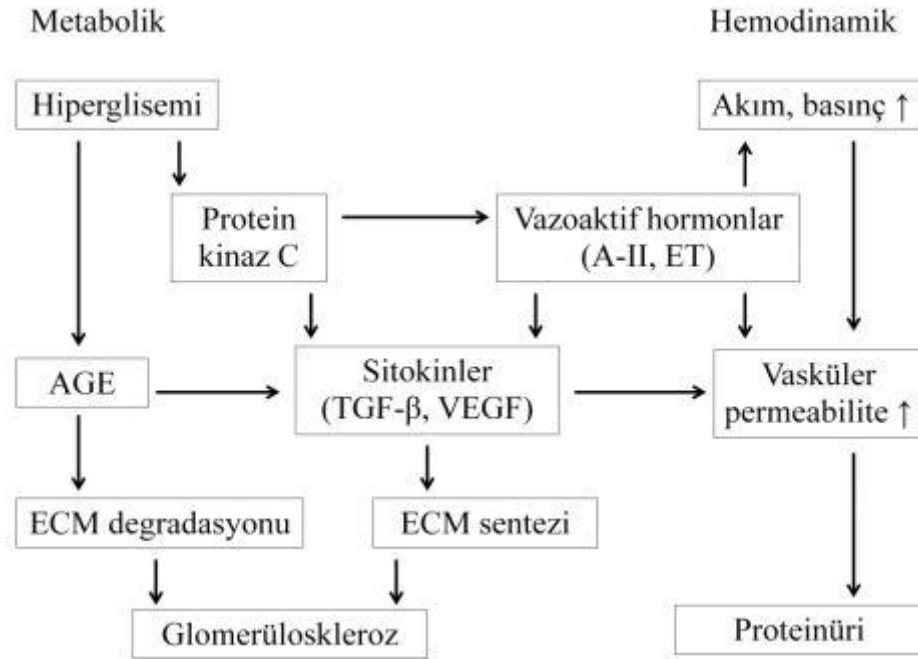 Metabolik
Hemodinamik
Hiperglisemi
Akım, basınç ↑
Protein
kinaz C
Vazoaktif hormonlar
(A-II, ET)
AGE
Sitokinler
(TGF-β, VEGF)
Vasküler
permeabilite ↑
ECM degradasyonu
ECM sentezi
Glomerüloskleroz
Proteinüri